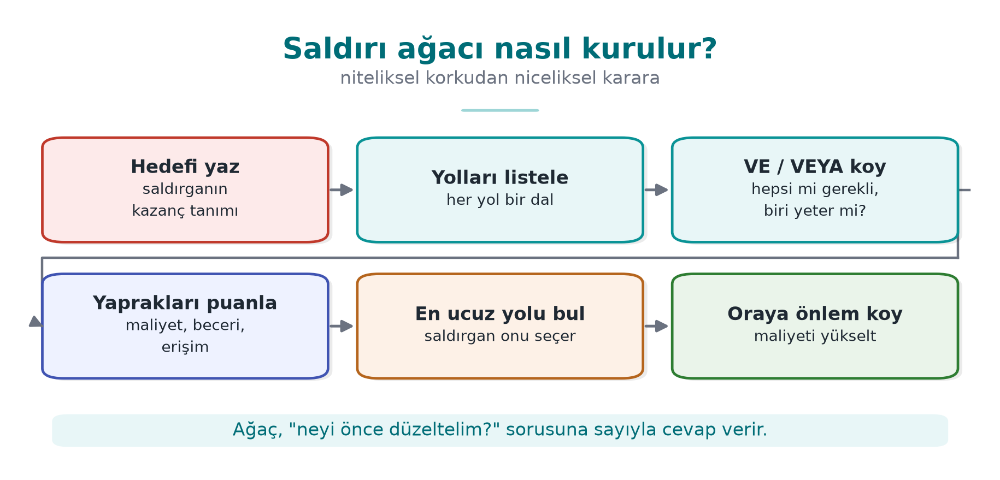 Saldırı ağacı nasıl kurulur?
niteliksel korkudan niceliksel karara
Hedefi yaz
saldırganın
kazanç tanımı
Yolları listele
her yol bir dal
VE / VEYA koy
hepsi mi gerekli,
biri yeter mi?
Yaprakları puanla
maliyet, beceri,
erişim
En ucuz yolu bul
saldırgan onu seçer
Oraya önlem koy
maliyeti yükselt
Ağaç, "neyi önce düzeltelim?" sorusuna sayıyla cevap verir.